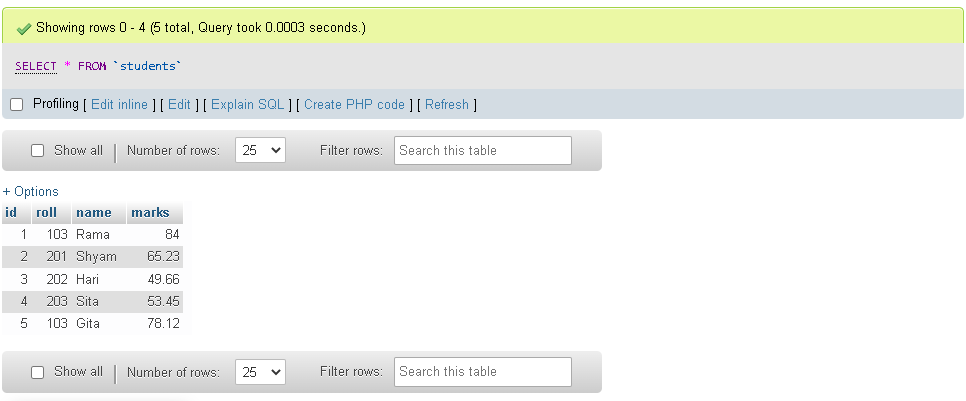 Showing rows 0 - 4 (5 total, Query took 0.0003 seconds.)
SELECT * FROM `students`
Profiling [ Edit inline ] [ Edit ] [ Explain SQL ] [ Create PHP code ] [ Refresh ]
Show all | Number of rows: 25 Filter rows: Search this table
+ Options
id roll name marks
1 103 Rama 84
2 201 Shyam 65.23
3 202 Hari 49.66
4 203 Sita 53.45
5 103 Gita 78.12
Show all | Number of rows: 25 Filter rows: Search this table